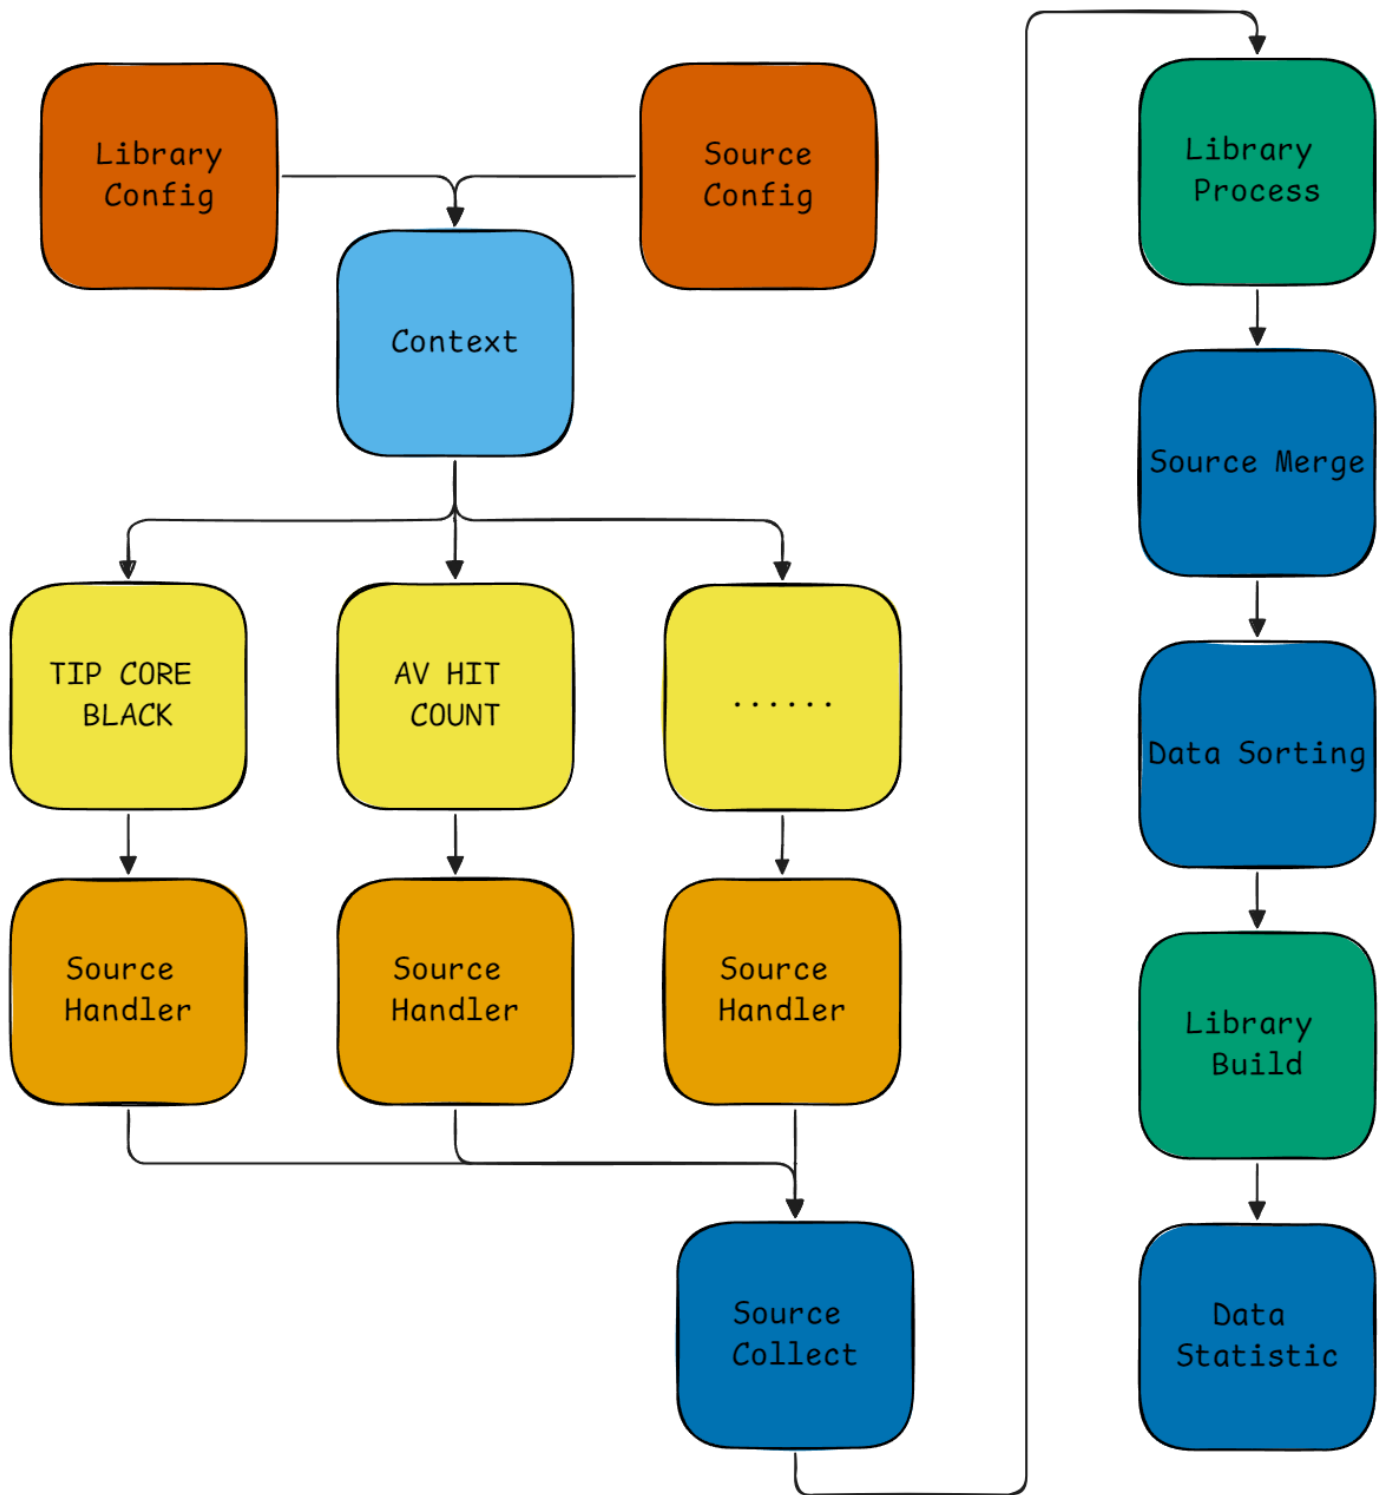 Library
Config
Source
Config
Context
TIP CORE
BLACK
AV HIT
COUNT
......
Source
Handler
Source
Handler
Source
Handler
Source
Collect
Library
Process
Source Merge
Data Sorting
Library
Build
Data
Statistic